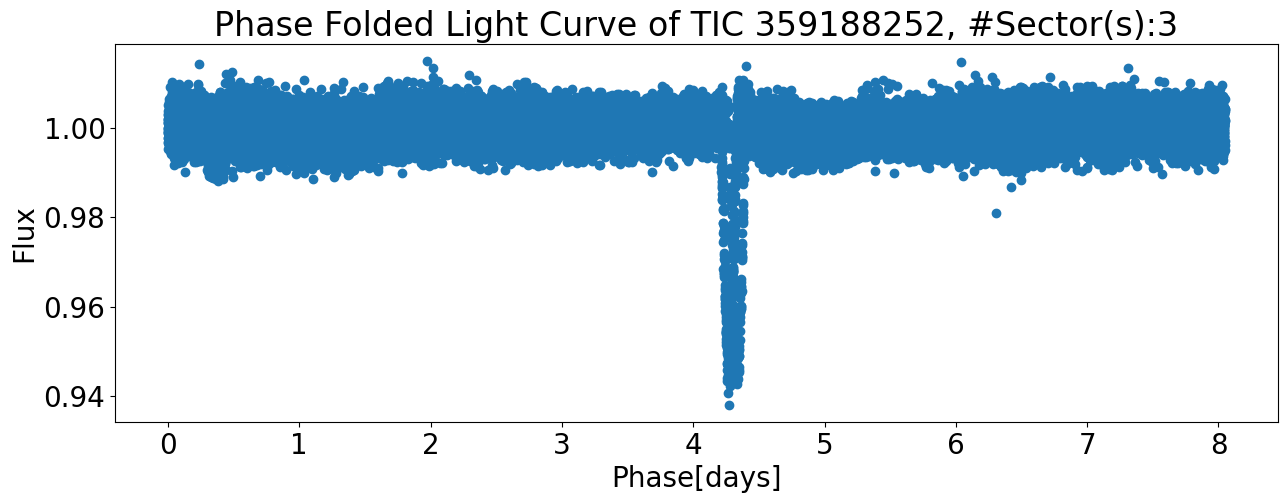 Phase Folded Light Curve of TIC 359188252, #Sector(s):3
1.00
0.98
0.96
0.94
Flux
0 1 2 3 4 5 6 7 8
Phase[days]